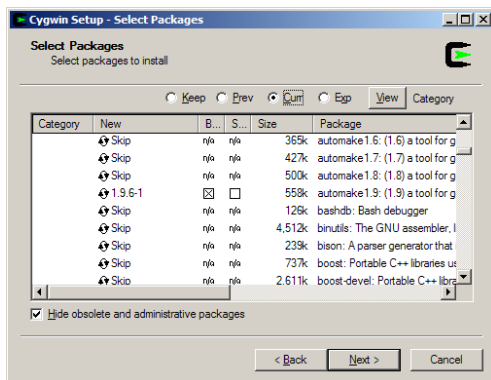 Cygwin Setup - Select Packages
Select Packages
Select packages to install
Keep Prev Curr Exp View Category
Category New B... S... Size Package
Skip n/a n/a 365k automake1.6: (1.6) a tool for g
Skip n/a n/a 427k automake1.7: (1.7) a tool for g
Skip n/a n/a 500k automake1.8: (1.8) a tool for g
1.9.6-1 558k automake1.9: (1.9) a tool for g
Skip n/a n/a 126k bashdb: Bash debugger
Skip n/a n/a 4,512k binutils: The GNU assembler, l
Skip n/a n/a 239k bison: A parser generator that
Skip n/a n/a 737k boost: Portable C++ libraries us
Skip n/a n/a 2,611k boost-devel: Portable C++ libra
Hide obsolete and administrative packages
< Back Next > Cancel